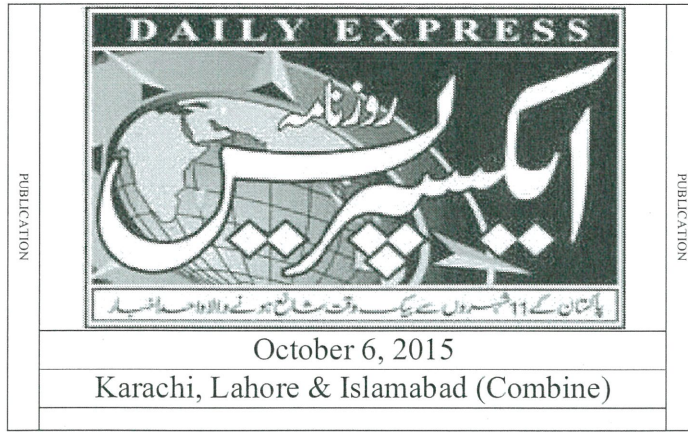 DAILY EXPRESS
روزنامہ
ایکسپریس
پاکستان کے 11 شہروں سے بیک وقت شائع ہونے والا واحد اخبار
PUBLICATION
October 6, 2015
Karachi, Lahore & Islamabad (Combine)
PUBLICATION